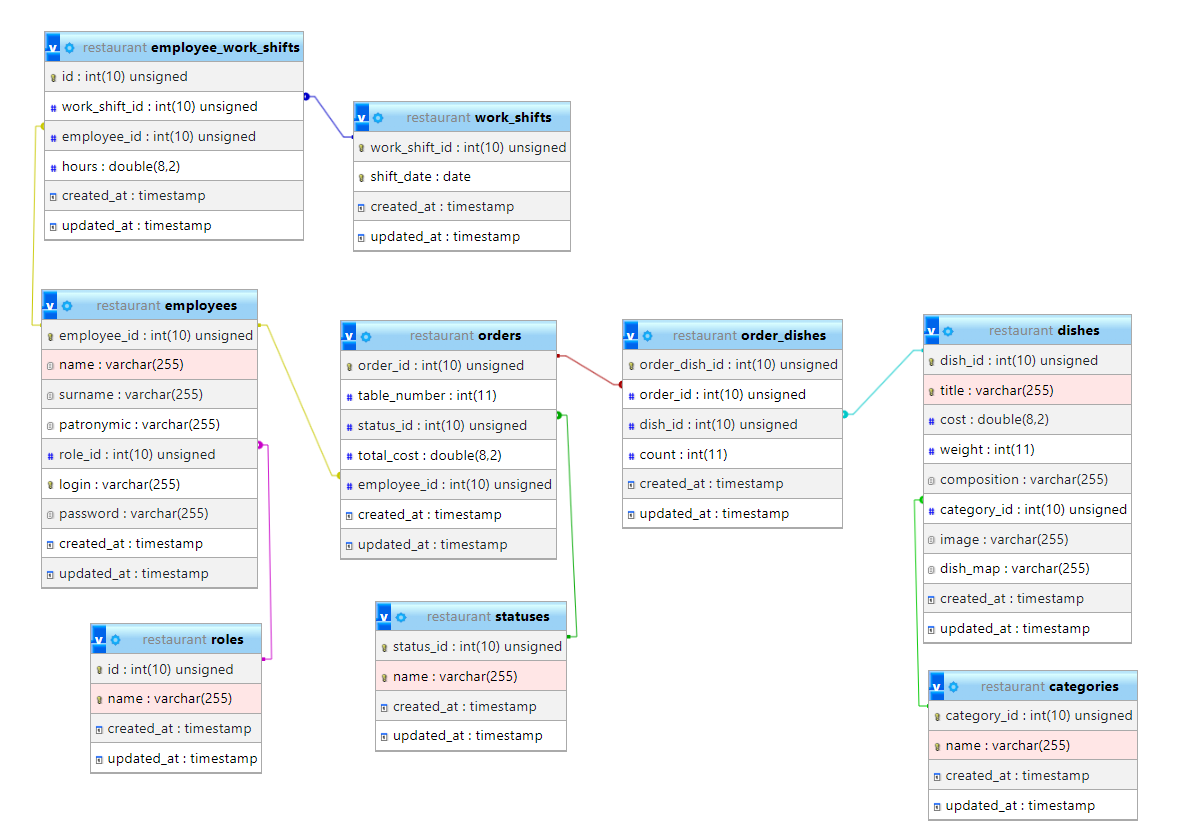 v restaurant employee_work_shifts
id : int(10) unsigned
# work_shift_id : int(10) unsigned
# employee_id : int(10) unsigned
# hours : double(8,2)
created_at : timestamp
updated_at : timestamp
v restaurant work_shifts
work_shift_id : int(10) unsigned
shift_date : date
created_at : timestamp
updated_at : timestamp
v restaurant employees
employee_id : int(10) unsigned
name : varchar(255)
surname : varchar(255)
patronymic : varchar(255)
# role_id : int(10) unsigned
login : varchar(255)
password : varchar(255)
created_at : timestamp
updated_at : timestamp
v restaurant orders
order_id : int(10) unsigned
# table_number : int(11)
# status_id : int(10) unsigned
# total_cost : double(8,2)
# employee_id : int(10) unsigned
created_at : timestamp
updated_at : timestamp
v restaurant order_dishes
order_dish_id : int(10) unsigned
# order_id : int(10) unsigned
# dish_id : int(10) unsigned
# count : int(11)
created_at : timestamp
updated_at : timestamp
v restaurant dishes
dish_id : int(10) unsigned
title : varchar(255)
# cost : double(8,2)
# weight : int(11)
composition : varchar(255)
# category_id : int(10) unsigned
image : varchar(255)
dish_map : varchar(255)
created_at : timestamp
updated_at : timestamp
v restaurant roles
id : int(10) unsigned
name : varchar(255)
created_at : timestamp
updated_at : timestamp
v restaurant statuses
status_id : int(10) unsigned
name : varchar(255)
created_at : timestamp
updated_at : timestamp
v restaurant categories
category_id : int(10) unsigned
name : varchar(255)
created_at : timestamp
updated_at : timestamp